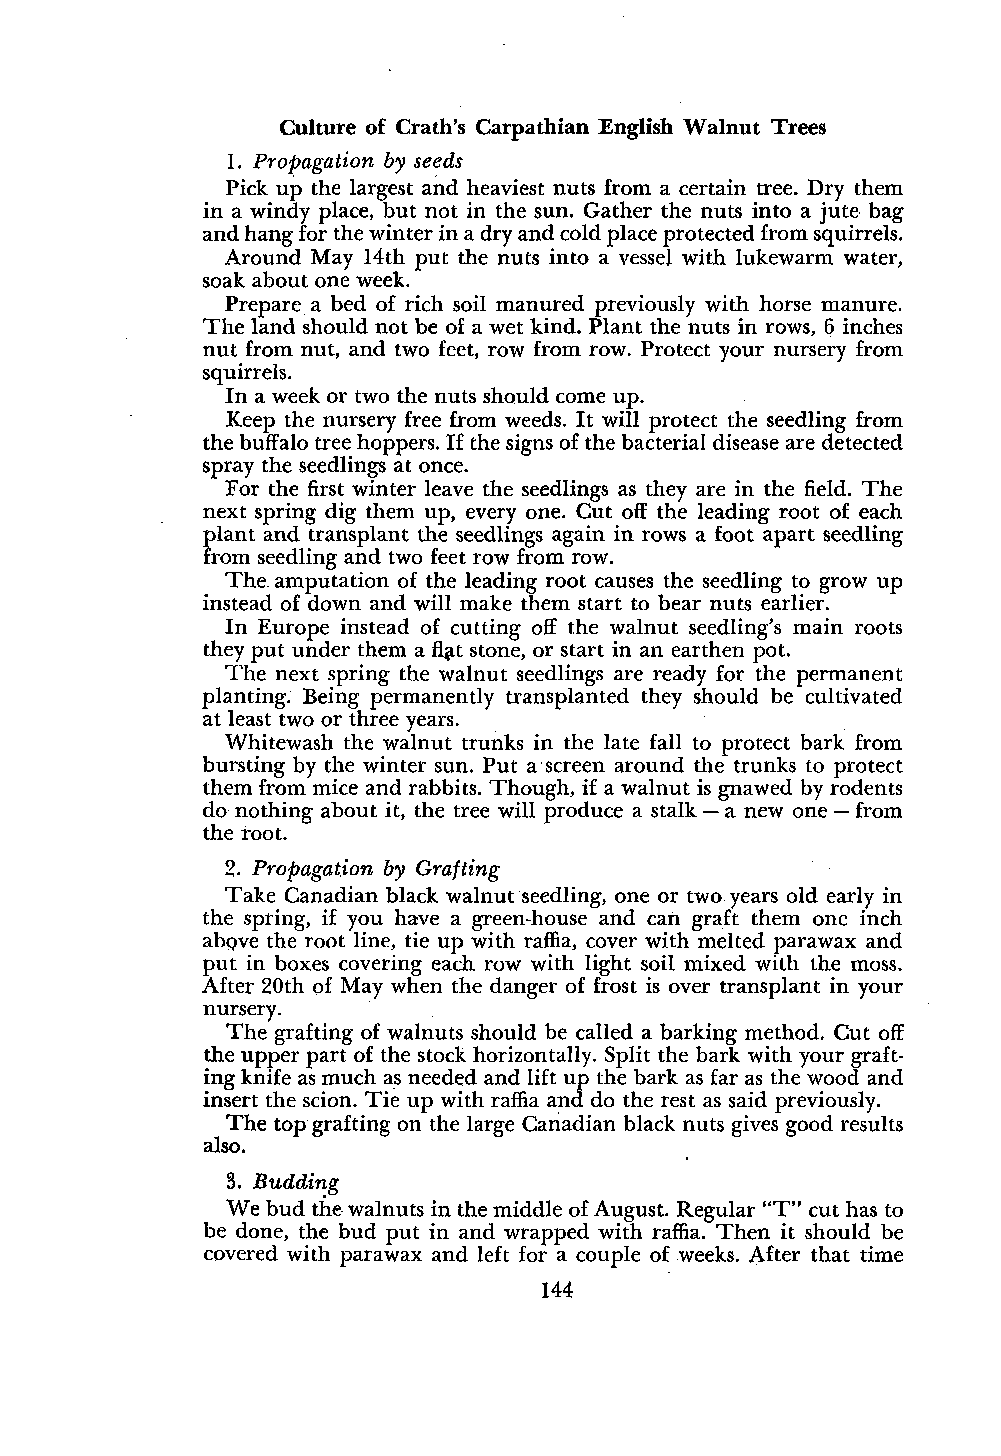 Culture of Crath's Carpathian English Walnut Trees
1. Propagation by seeds
Pick up the largest and heaviest nuts from a certain tree. Dry them
in a windy place, but not in the sun. Gather the nuts into a jute bag
and hang for the winter in a dry and cold place protected from squirrels.
Around May 14th put the nuts into a vessel with lukewarm water,
soak about one week.
Prepare a bed of rich soil manured previously with horse manure.
The land should not be of a wet kind. Plant the nuts in rows, 6 inches
nut from nut, and two feet, row from row. Protect your nursery from
squirrels.
In a week or two the nuts should come up.
Keep the nursery free from weeds. It will protect the seedling from
the buffalo tree hoppers. If the signs of the bacterial disease are detected
spray the seedlings at once.
For the first winter leave the seedlings as they are in the field. The
next spring dig them up, every one. Cut off the leading root of each
plant and transplant the seedlings again in rows a foot apart seedling
from seedling and two feet row from row.
The amputation of the leading root causes the seedling to grow up
instead of down and will make them start to bear nuts earlier.
In Europe instead of cutting off the walnut seedling's main roots
they put under them a flat stone, or start in an earthen pot.
The next spring the walnut seedlings are ready for the permanent
planting. Being permanently transplanted they should be cultivated
at least two or three years.
Whitewash the walnut trunks in the late fall to protect bark from
bursting by the winter sun. Put a screen around the trunks to protect
them from mice and rabbits. Though, if a walnut is gnawed by rodents
do nothing about it, the tree will produce a stalk — a new one — from
the root.
2. Propagation by Grafting
Take Canadian black walnut seedling, one or two years old early in
the spring, if you have a green-house and can graft them one inch
above the root line, tie up with raffia, cover with melted parawax and
put in boxes covering each row with light soil mixed with the moss.
After 20th of May when the danger of frost is over transplant in your
nursery.
The grafting of walnuts should be called a barking method. Cut off
the upper part of the stock horizontally. Split the bark with your graft-
ing knife as much as needed and lift up the bark as far as the wood and
insert the scion. Tie up with raffia and do the rest as said previously.
The top grafting on the large Canadian black nuts gives good results
also.
3. Budding
We bud the walnuts in the middle of August. Regular "T" cut has to
be done, the bud put in and wrapped with raffia. Then it should be
covered with parawax and left for a couple of weeks. After that time
144